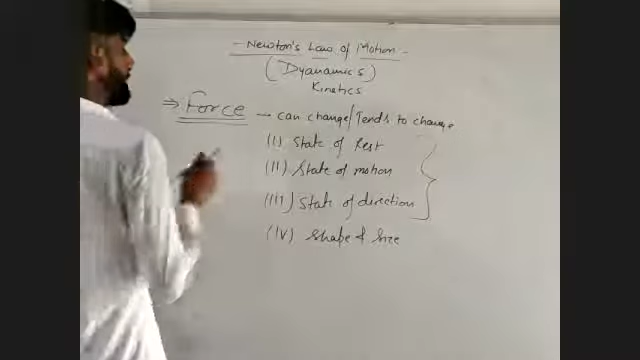 - Newton's Law of Motion -
(Dyanamics)
Kinetics
⇒ Force - can change/Tends to change
(i) State of Rest
(ii) State of motion
(iii) State of direction
(iv) Shape & Size